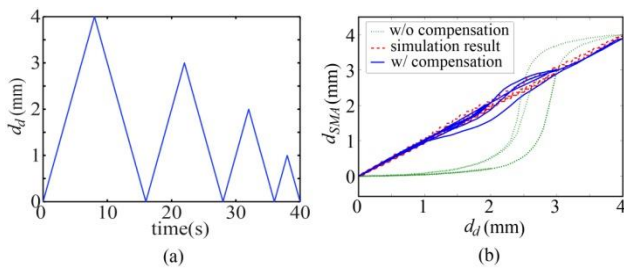 4
3
2
1
0
d_d (mm)
0 10 20 30 40
time(s)
(a)
4
3
2
1
0
d_SMA (mm)
w/o compensation
simulation result
w/ compensation
0 1 2 3 4
d_d (mm)
(b)